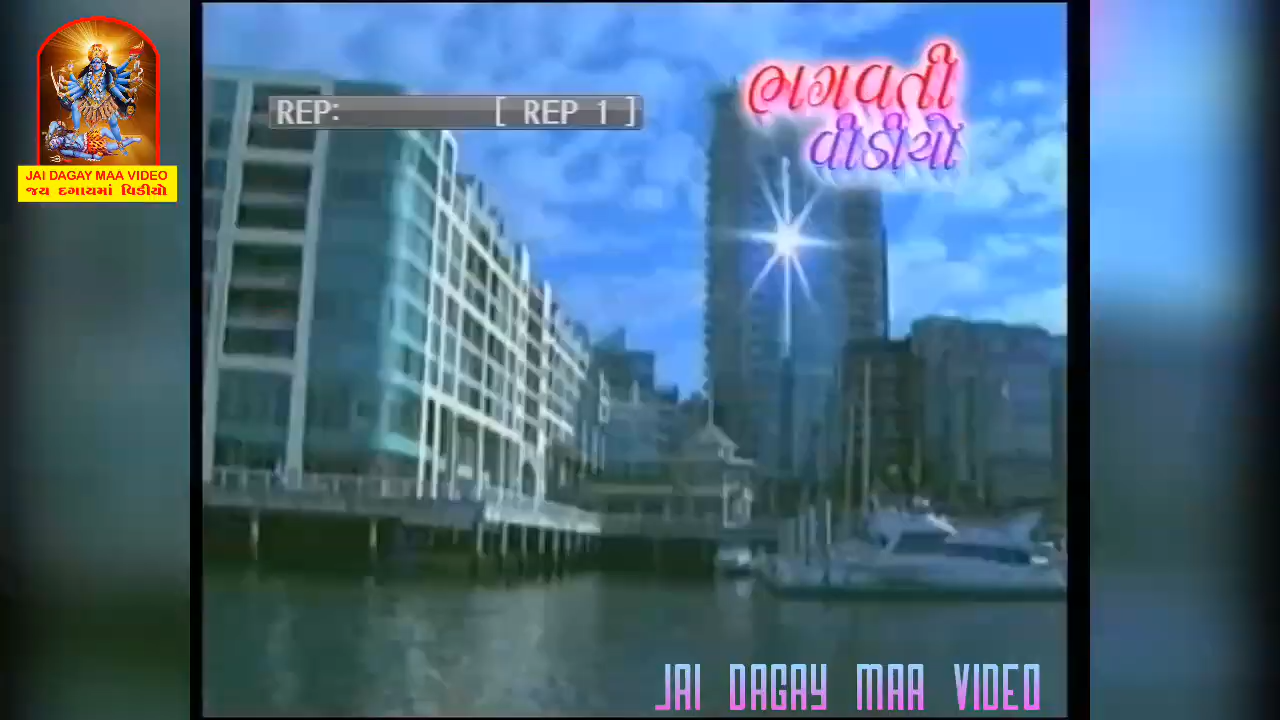 JAI DAGAY MAA VIDEO
જય દગાયમાં વિડીયો
REP: [ REP 1 ]
ભગવતી
વીડીયો
JAI DAGAY MAA VIDEO